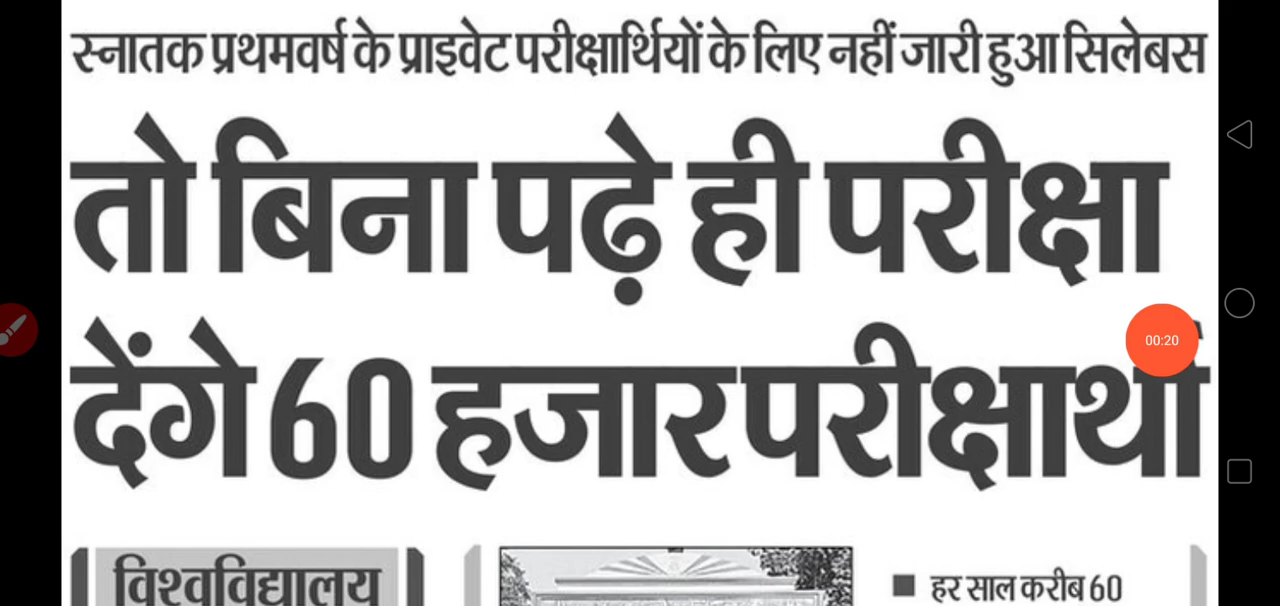 स्नातक प्रथमवर्ष के प्राइवेट परीक्षार्थियों के लिए नहीं जारी हुआ सिलेबस
तो बिना पढ़े ही परीक्षा
देंगे 60 हजार परीक्षार्थी
00:20
विश्वविद्यालय
■ हर साल करीब 60